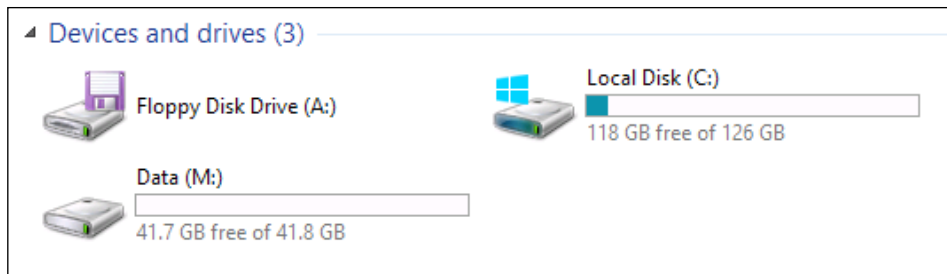 Devices and drives (3)
Floppy Disk Drive (A:)
Local Disk (C:)
118 GB free of 126 GB
Data (M:)
41.7 GB free of 41.8 GB